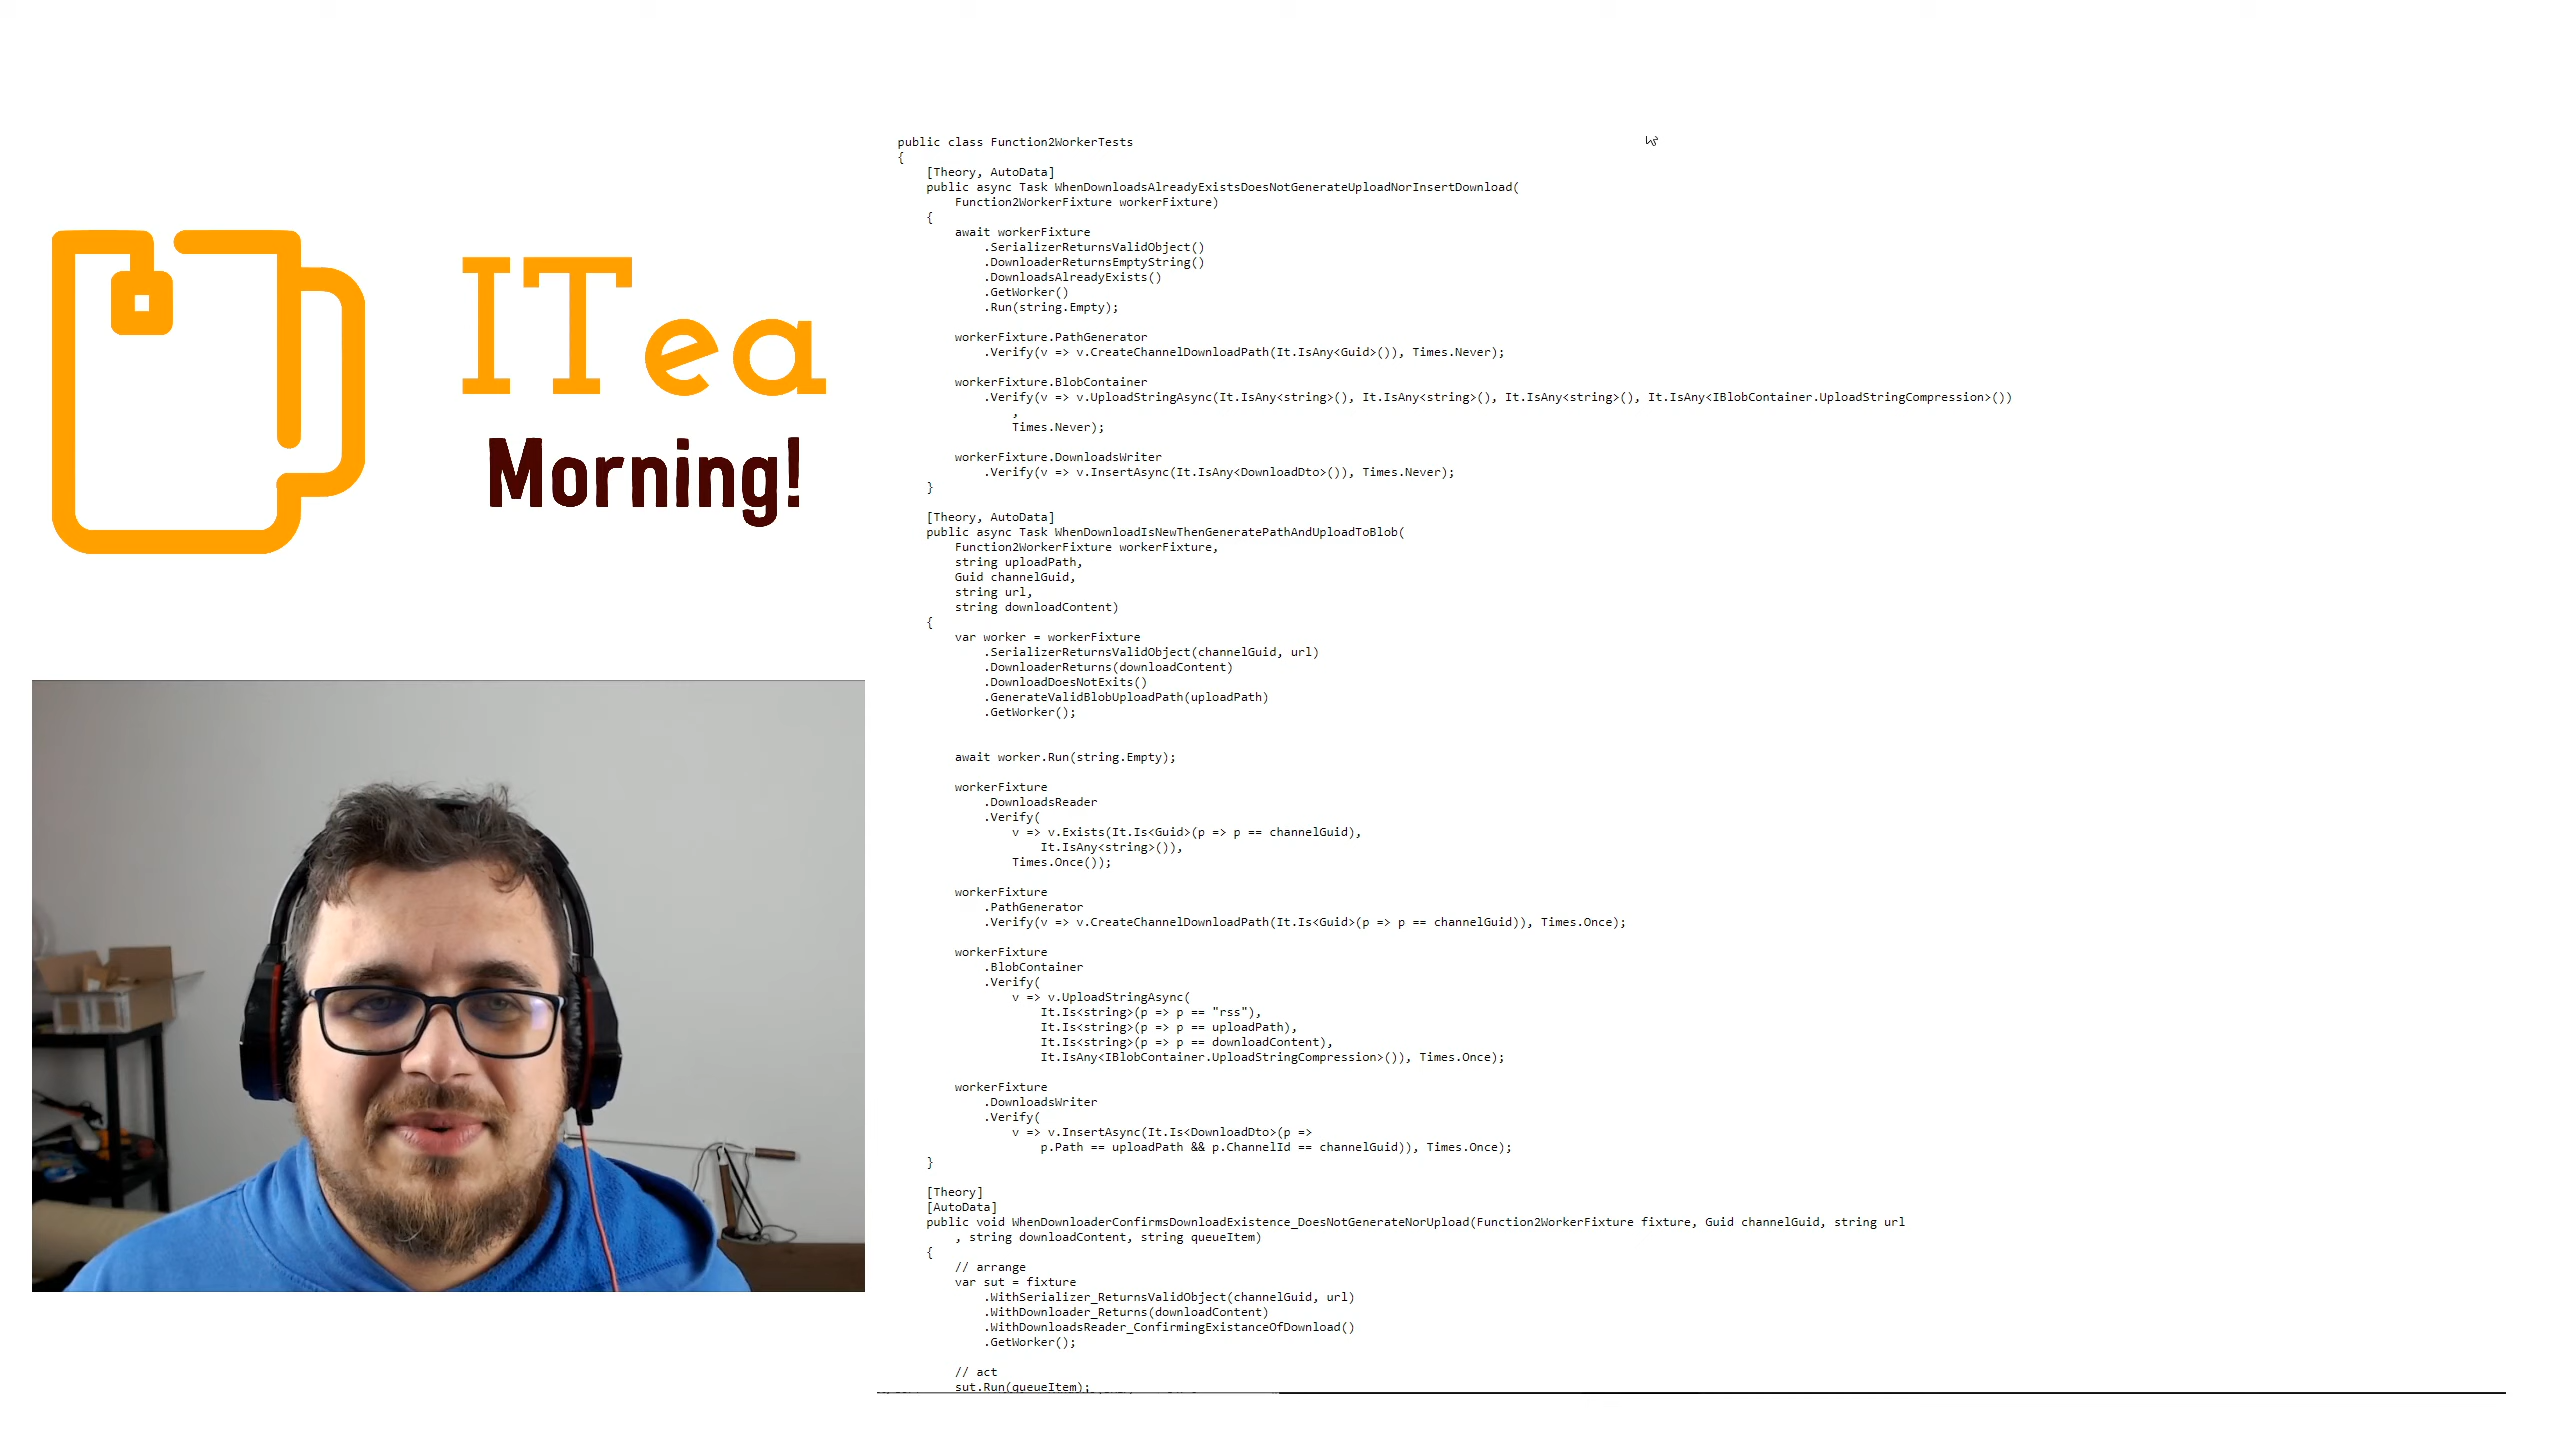 ITea
Morning!
public class Function2WorkerTests
{
    [Theory, AutoData]
    public async Task WhenDownloadsAlreadyExistsDoesNotGenerateUploadNorInsertDownload(
        Function2WorkerFixture workerFixture)
    {
        await workerFixture
            .SerializerReturnsValidObject()
            .DownloaderReturnsEmptyString()
            .DownloadsAlreadyExists()
            .GetWorker()
            .Run(string.Empty);
        workerFixture.PathGenerator
            .Verify(v => v.CreateChannelDownloadPath(It.IsAny<Guid>()), Times.Never);
        workerFixture.BlobContainer
            .Verify(v => v.UploadStringAsync(It.IsAny<string>(), It.IsAny<string>(), It.IsAny<string>(), It.IsAny<IBlobContainer.UploadStringCompression>())
                ,
                Times.Never);
        workerFixture.DownloadsWriter
            .Verify(v => v.InsertAsync(It.IsAny<DownloadDto>()), Times.Never);
    }
    [Theory, AutoData]
    public async Task WhenDownloadIsNewThenGeneratePathAndUploadToBlob(
        Function2WorkerFixture workerFixture,
        string uploadPath,
        Guid channelGuid,
        string url,
        string downloadContent)
    {
        var worker = workerFixture
            .SerializerReturnsValidObject(channelGuid, url)
            .DownloaderReturns(downloadContent)
            .DownloadDoesNotExits()
            .GenerateValidBlobUploadPath(uploadPath)
            .GetWorker();
        await worker.Run(string.Empty);
        workerFixture
            .DownloadsReader
            .Verify(
                v => v.Exists(It.Is<Guid>(p => p == channelGuid),
                    It.IsAny<string>()),
                Times.Once());
        workerFixture
            .PathGenerator
            .Verify(v => v.CreateChannelDownloadPath(It.Is<Guid>(p => p == channelGuid)), Times.Once);
        workerFixture
            .BlobContainer
            .Verify(
                v => v.UploadStringAsync(
                    It.Is<string>(p => p == "rss"),
                    It.Is<string>(p => p == uploadPath),
                    It.Is<string>(p => p == downloadContent),
                    It.IsAny<IBlobContainer.UploadStringCompression>()), Times.Once);
        workerFixture
            .DownloadsWriter
            .Verify(
                v => v.InsertAsync(It.Is<DownloadDto>(p =>
                    p.Path == uploadPath && p.ChannelId == channelGuid)), Times.Once);
    }
    [Theory]
    [AutoData]
    public void WhenDownloaderConfirmsDownloadExistence_DoesNotGenerateNorUpload(Function2WorkerFixture fixture, Guid channelGuid, string url
        , string downloadContent, string queueItem)
    {
        // arrange
        var sut = fixture
            .WithSerializer_ReturnsValidObject(channelGuid, url)
            .WithDownloader_Returns(downloadContent)
            .WithDownloadsReader_ConfirmingExistanceOfDownload()
            .GetWorker();
        // act
        sut.Run(queueItem);